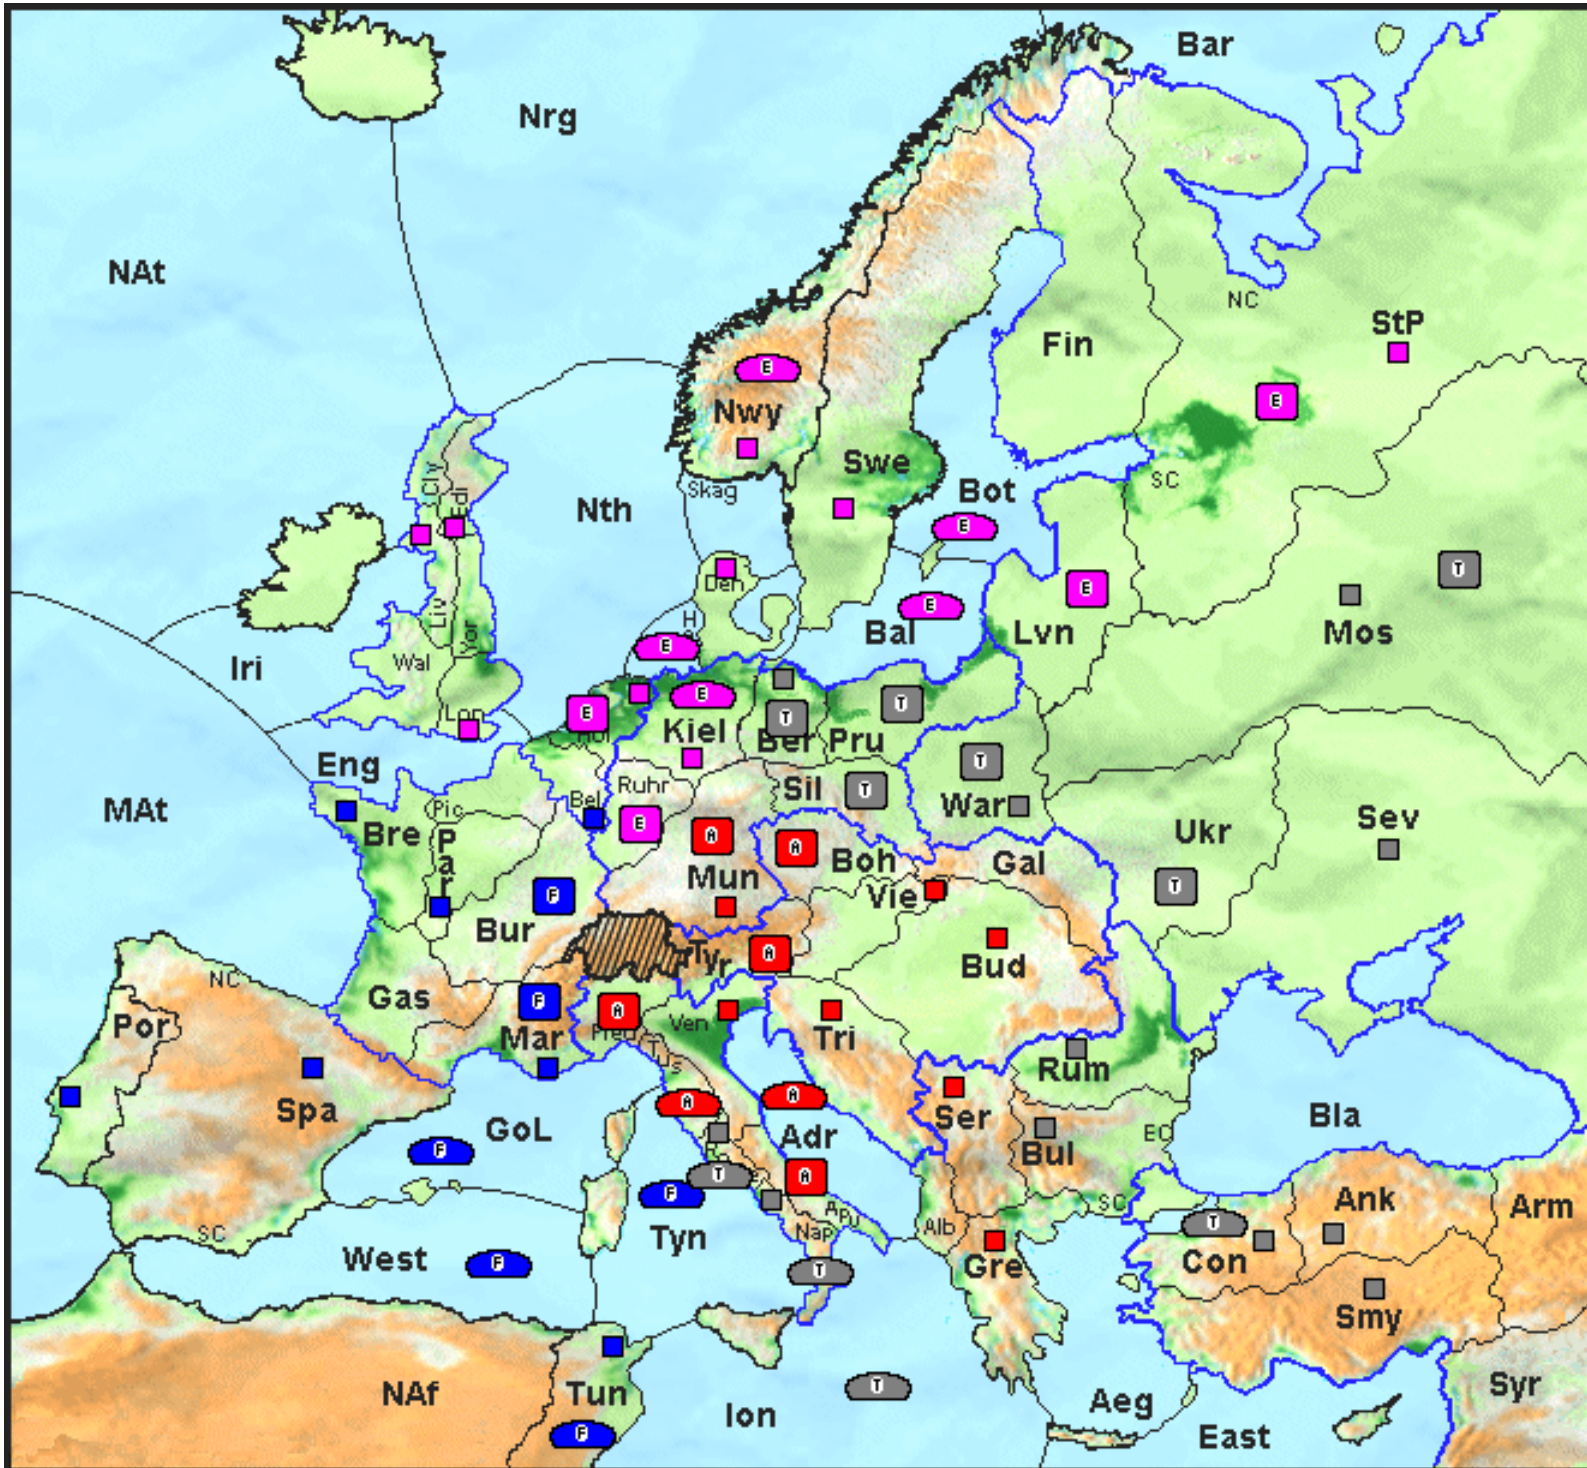 Bar
Nrg
NAt
NC
StP
E
Fin
Nwy
E
Swe
SC
Cly
Edi
Skag
Bot
Nth
E
T
Den
E
E
Bal
Lvn
Mos
H
Liv
Yor
Wal
Iri
E
E
E
T
T
Lon
Hol
Kiel
Ber
Pru
Eng
T
Ruhr
Sil
T
War
MAt
Pic
Bel
Bre
P
a
r
E
A
A
Boh
Gal
Ukr
Sev
Mun
Vie
T
F
Bur
Tyr
A
Bud
NC
Gas
F
A
Por
Mar
Pied
Ven
Tri
T
u
s
Rum
Spa
A
A
Ser
GoL
Adr
Bla
F
Bul
EC
F
T
A
Ank
Arm
SC
Tyn
Apu
Nap
Alb
SC
T
West
F
T
Gre
Con
Smy
NAf
Tun
Ion
T
Aeg
Syr
F
East